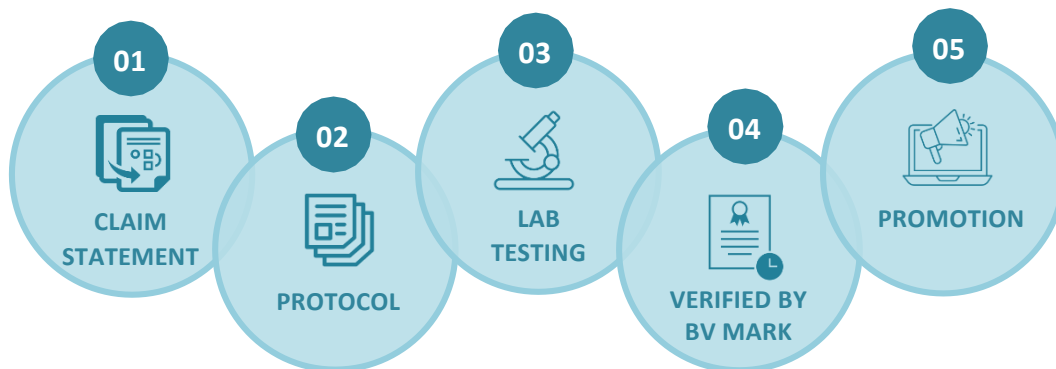 01
CLAIM
STATEMENT
02
PROTOCOL
03
LAB
TESTING
04
VERIFIED BY
BV MARK
05
PROMOTION